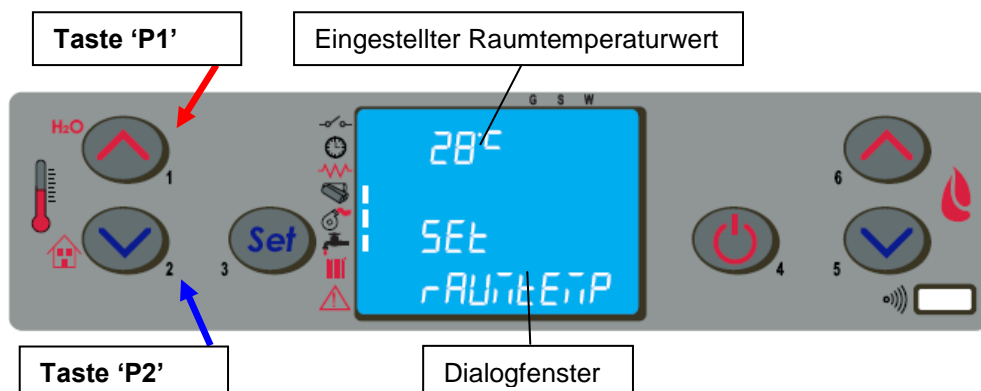 Taste ‘P1’
Eingestellter Raumtemperaturwert
G S W
H2O
28°C
1
6
Set
SEt
2
3
4
5
rAUmtEmP
Taste ‘P2’
Dialogfenster